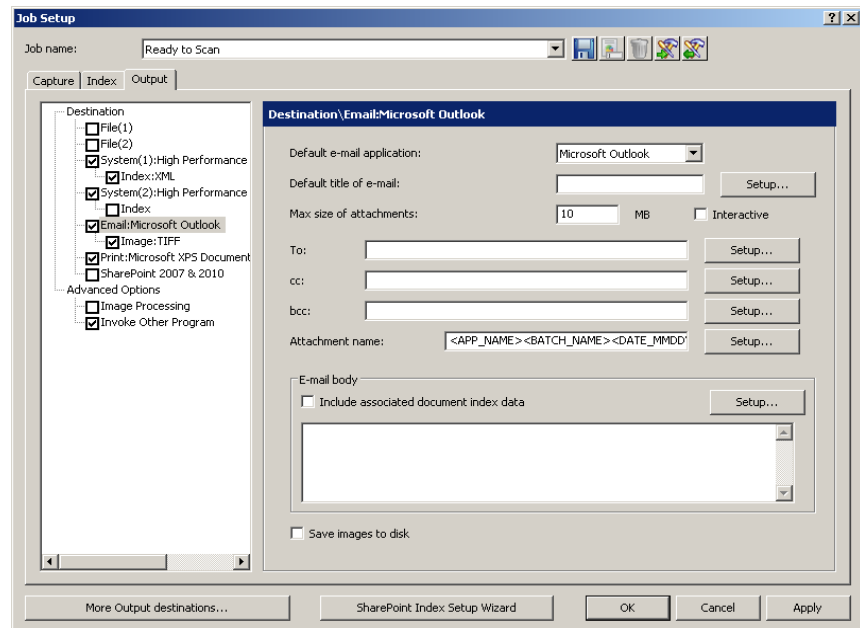 Job Setup
Job name: Ready to Scan
Capture Index Output
Destination
File(1)
File(2)
System(1):High Performance
Index:XML
System(2):High Performance
Index
Email:Microsoft Outlook
Image:TIFF
Print:Microsoft XPS Document
SharePoint 2007 & 2010
Advanced Options
Image Processing
Invoke Other Program
Destination\Email:Microsoft Outlook
Default e-mail application: Microsoft Outlook
Default title of e-mail: Setup...
Max size of attachments: 10 MB Interactive
To: Setup...
cc: Setup...
bcc: Setup...
Attachment name: <APP_NAME><BATCH_NAME><DATE_MMDD Setup...
E-mail body
Include associated document index data Setup...
Save images to disk
More Output destinations... SharePoint Index Setup Wizard OK Cancel Apply